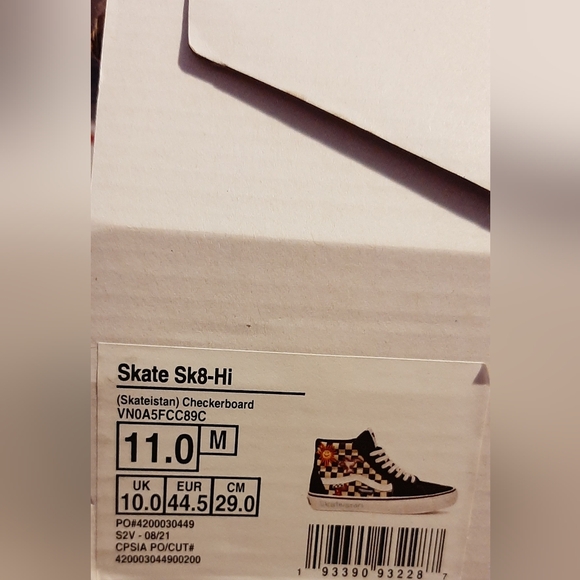 Skate Sk8-Hi
(Skateistan) Checkerboard
VN0A5FCC89C
11.0 M
UK EUR CM
10.0 44.5 29.0
PO#4200030449
S2V - 08/21
CPSIA PO/CUT#
420003044900200
1 93390 93228 7